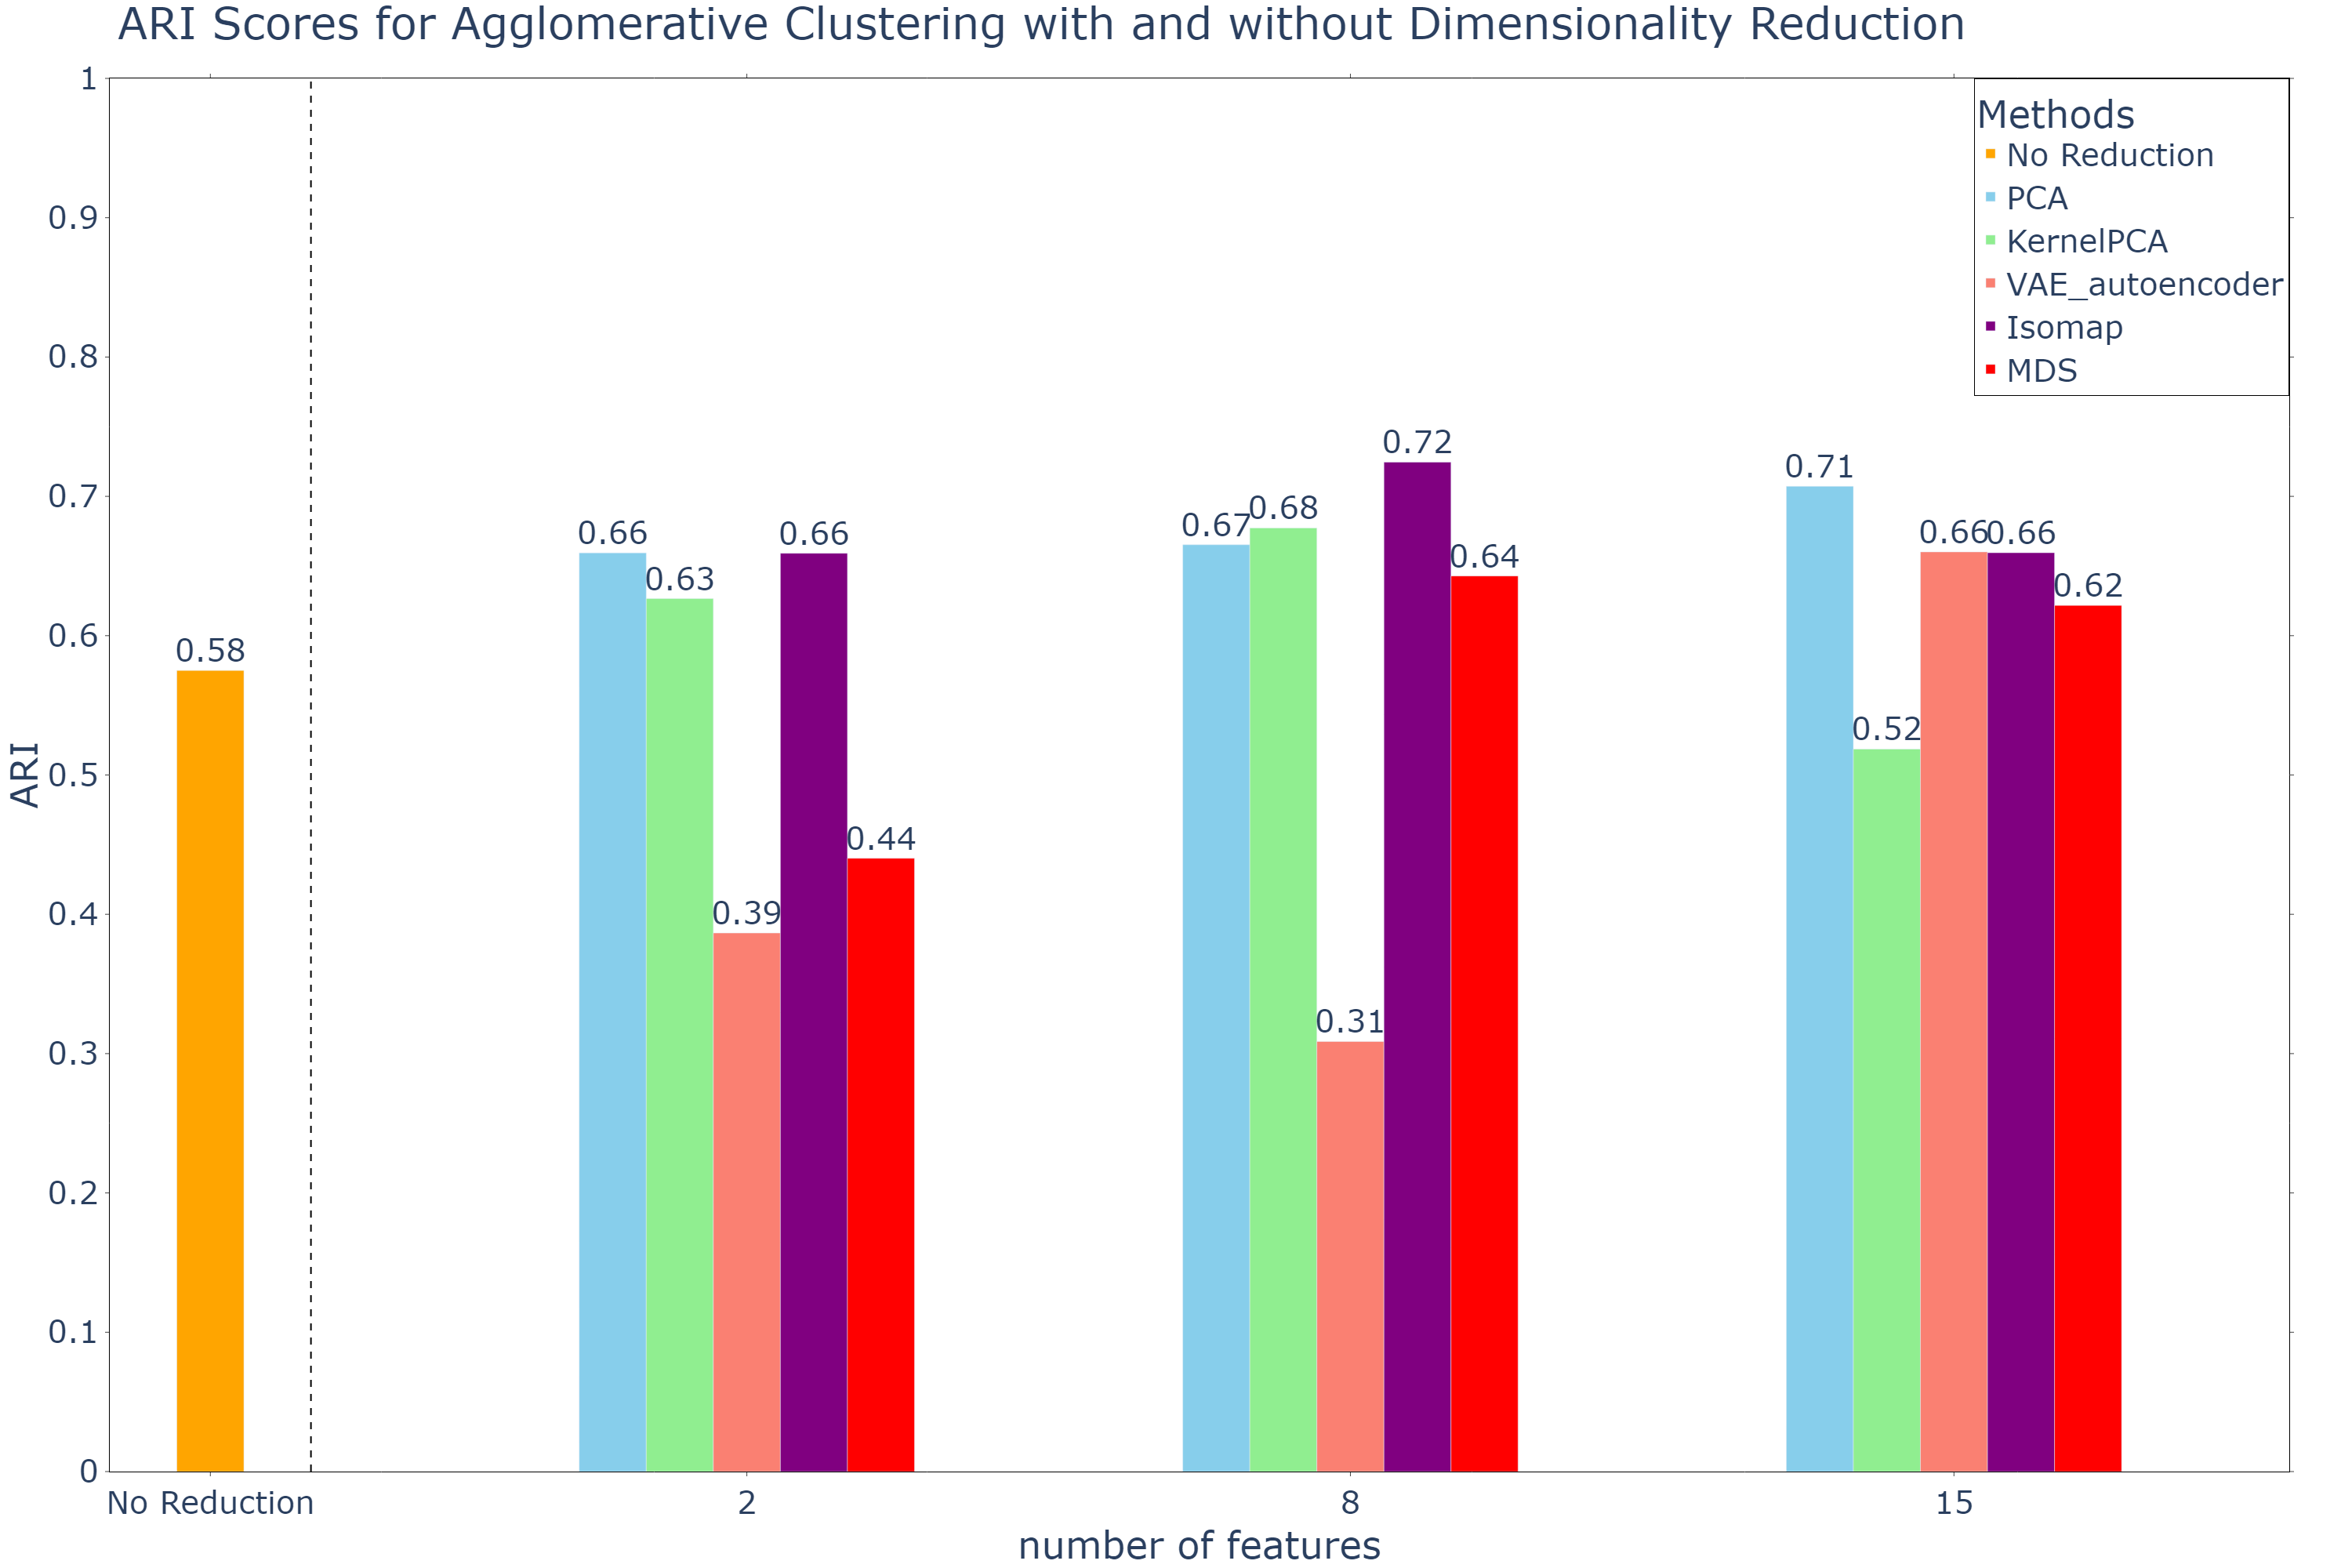 ARI Scores for Agglomerative Clustering with and without Dimensionality Reduction
Methods
No Reduction
PCA
KernelPCA
VAE_autoencoder
Isomap
MDS
1
0.9
0.8
0.7
0.6
0.5
0.4
0.3
0.2
0.1
0
ARI
0.58
0.66
0.63
0.39
0.66
0.44
0.67
0.68
0.31
0.72
0.64
0.71
0.52
0.66
0.66
0.62
No Reduction
2
8
15
number of features